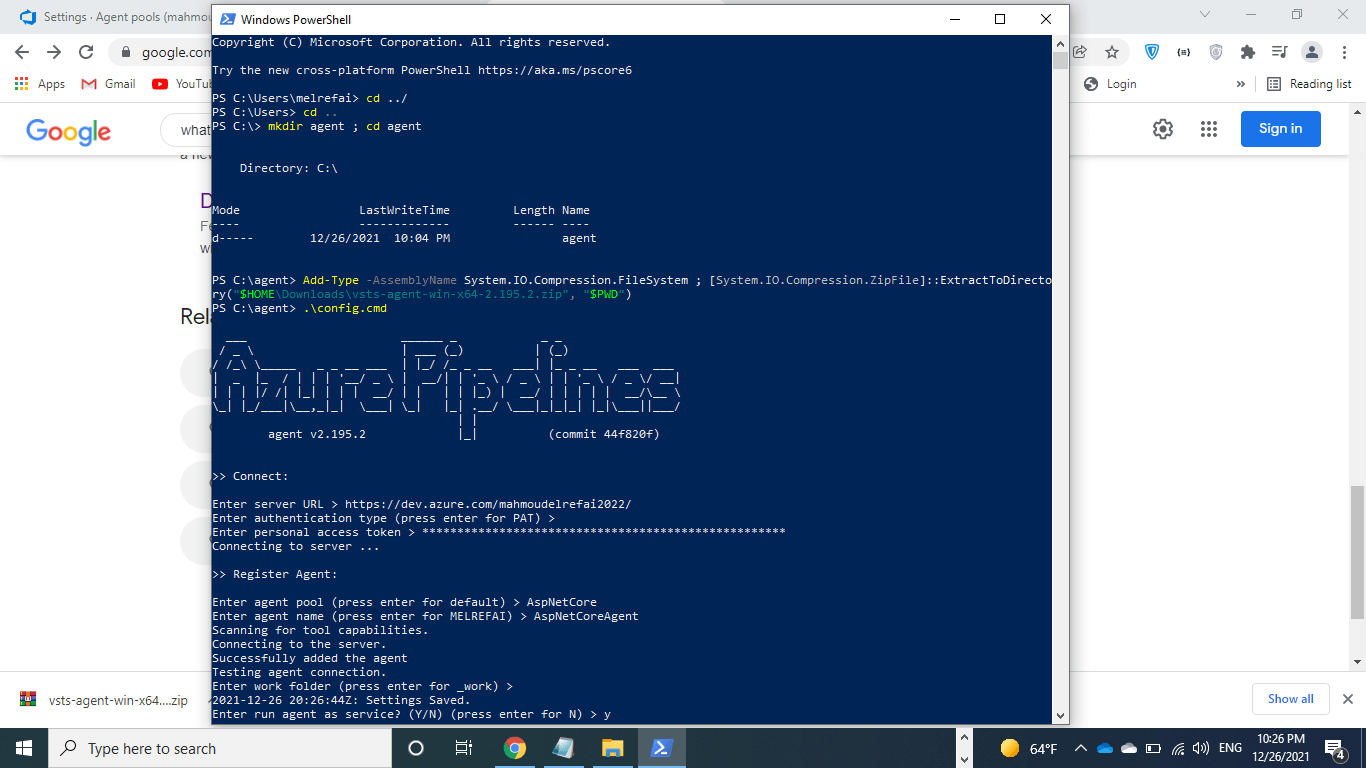 Settings · Agent pools (mahmou
Windows PowerShell
google.com
Apps
Gmail
YouTu
Login
»
Reading list
Google
what
Sign in
a new
D
Fe
w
Rela
Copyright (C) Microsoft Corporation. All rights reserved.
Try the new cross-platform PowerShell https://aka.ms/pscore6
PS C:\Users\melrefai> cd ../
PS C:\Users> cd ..
PS C:\> mkdir agent ; cd agent
Directory: C:\
Mode LastWriteTime Length Name
---- ------------- ------ ----
d----- 12/26/2021 10:04 PM agent
PS C:\agent> Add-Type -AssemblyName System.IO.Compression.FileSystem ; [System.IO.Compression.ZipFile]::ExtractToDirecto
ry("$HOME\Downloads\vsts-agent-win-x64-2.195.2.zip", "$PWD")
PS C:\agent> .\config.cmd
Azure Pipelines
agent v2.195.2 (commit 44f820f)
>> Connect:
Enter server URL > https://dev.azure.com/mahmoudelrefai2022/
Enter authentication type (press enter for PAT) >
Enter personal access token > ****************************************************
Connecting to server ...
>> Register Agent:
Enter agent pool (press enter for default) > AspNetCore
Enter agent name (press enter for MELREFAI) > AspNetCoreAgent
Scanning for tool capabilities.
Connecting to the server.
Successfully added the agent
Testing agent connection.
Enter work folder (press enter for _work) >
2021-12-26 20:26:44Z: Settings Saved.
Enter run agent as service? (Y/N) (press enter for N) > y
vsts-agent-win-x64....zip
Show all
Type here to search
64°F
ENG
10:26 PM
12/26/2021
4